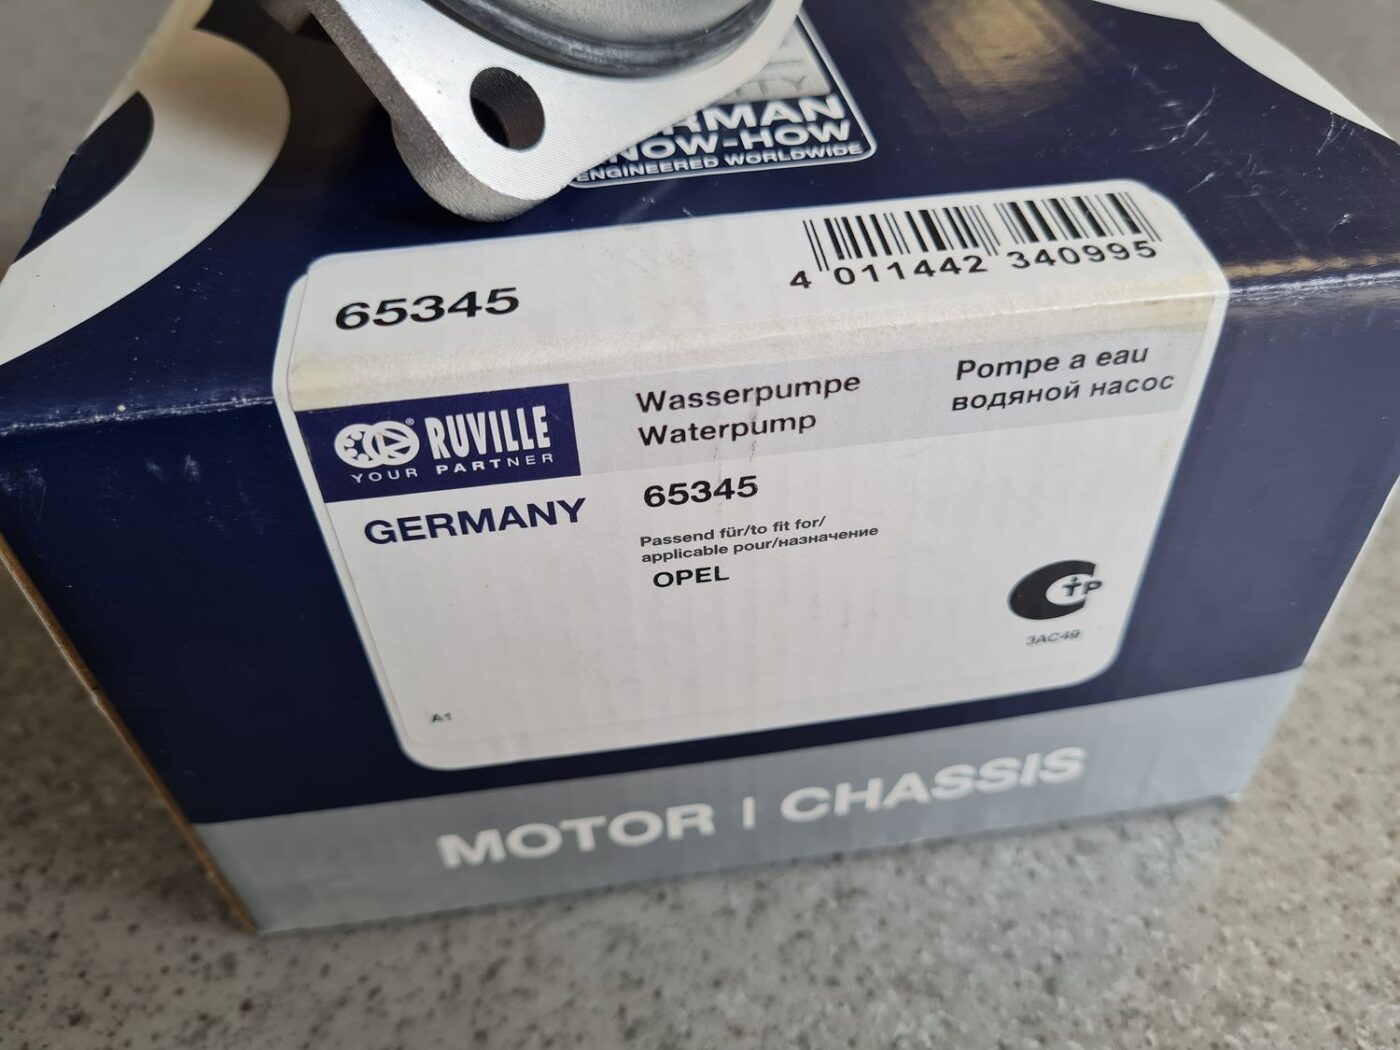 KNOW-HOW
ENGINEERED WORLDWIDE
65345
4 011442 340995
RUVILLE
YOUR PARTNER
GERMANY
Wasserpumpe
Waterpump
Pompe a eau
водяной насос
65345
Passend für/to fit for/
applicable pour/назначение
OPEL
3AC49
A1
MOTOR | CHASSIS